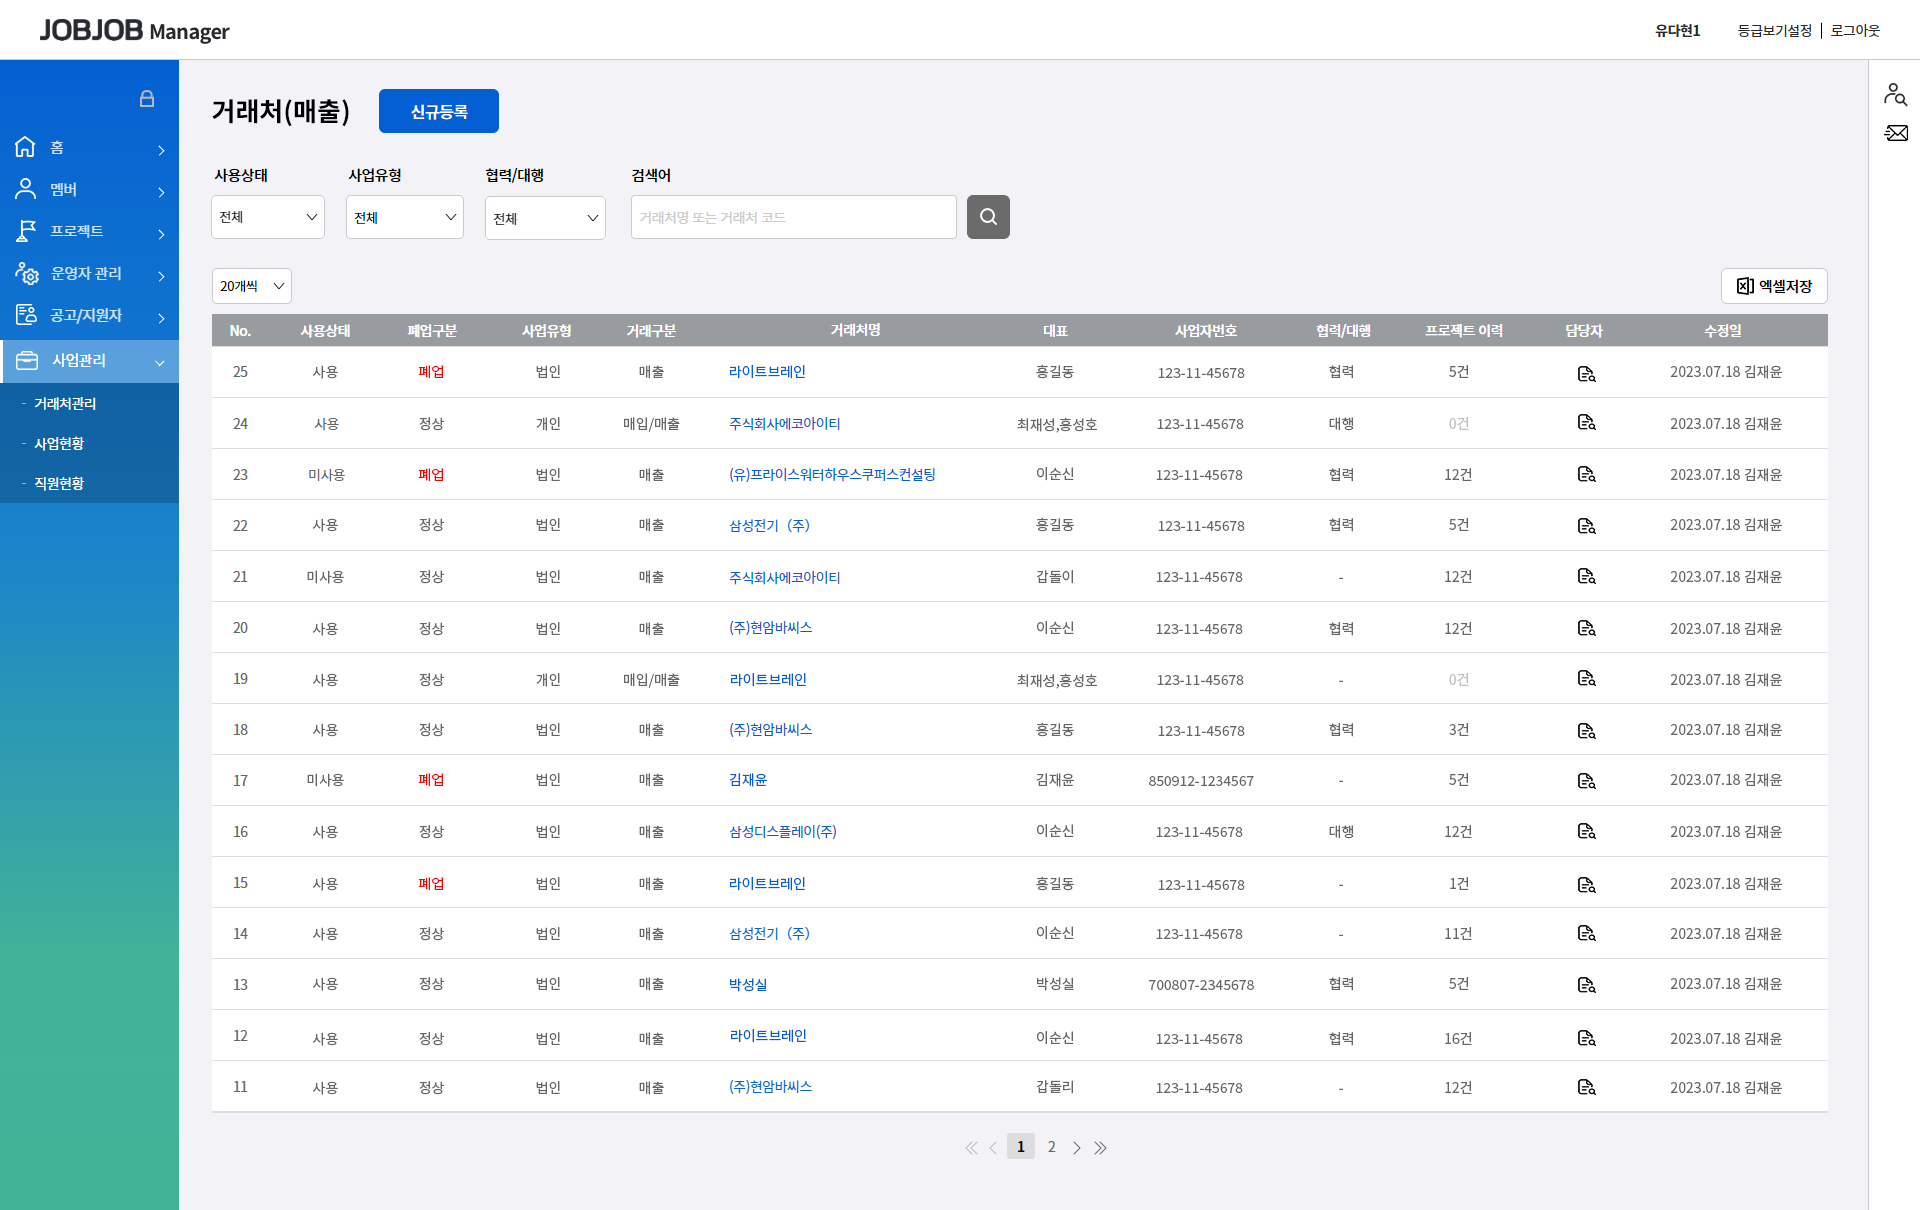 JOBJOB Manager
유다현1 등급보기설정 로그아웃
홈
멤버
프로젝트
운영자 관리
공고/지원자
사업관리
- 거래처관리
- 사업현황
- 직원현황
거래처(매출) 신규등록
사용상태 사업유형 협력/대행 검색어
전체 전체 전체 거래처명 또는 거래처 코드
20개씩 엑셀저장
No. 사용상태 폐업구분 사업유형 거래구분 거래처명 대표 사업자번호 협력/대행 프로젝트 이력 담당자 수정일
25 사용 폐업 법인 매출 라이트브레인 홍길동 123-11-45678 협력 5건 2023.07.18 김재윤
24 사용 정상 개인 매입/매출 주식회사에코아이티 최재성,홍성호 123-11-45678 대행 0건 2023.07.18 김재윤
23 미사용 폐업 법인 매출 (유)프라이스워터하우스쿠퍼스컨설팅 이순신 123-11-45678 협력 12건 2023.07.18 김재윤
22 사용 정상 법인 매출 삼성전기（주） 홍길동 123-11-45678 협력 5건 2023.07.18 김재윤
21 미사용 정상 법인 매출 주식회사에코아이티 갑돌이 123-11-45678 - 12건 2023.07.18 김재윤
20 사용 정상 법인 매출 (주)현암바씨스 이순신 123-11-45678 협력 12건 2023.07.18 김재윤
19 사용 정상 개인 매입/매출 라이트브레인 최재성,홍성호 123-11-45678 - 0건 2023.07.18 김재윤
18 사용 정상 법인 매출 (주)현암바씨스 홍길동 123-11-45678 협력 3건 2023.07.18 김재윤
17 미사용 폐업 법인 매출 김재윤 김재윤 850912-1234567 - 5건 2023.07.18 김재윤
16 사용 정상 법인 매출 삼성디스플레이(주) 이순신 123-11-45678 대행 12건 2023.07.18 김재윤
15 사용 폐업 법인 매출 라이트브레인 홍길동 123-11-45678 - 1건 2023.07.18 김재윤
14 사용 정상 법인 매출 삼성전기（주） 이순신 123-11-45678 - 11건 2023.07.18 김재윤
13 사용 정상 법인 매출 박성실 박성실 700807-2345678 협력 5건 2023.07.18 김재윤
12 사용 정상 법인 매출 라이트브레인 이순신 123-11-45678 협력 16건 2023.07.18 김재윤
11 사용 정상 법인 매출 (주)현암바씨스 갑돌리 123-11-45678 - 12건 2023.07.18 김재윤
1 2